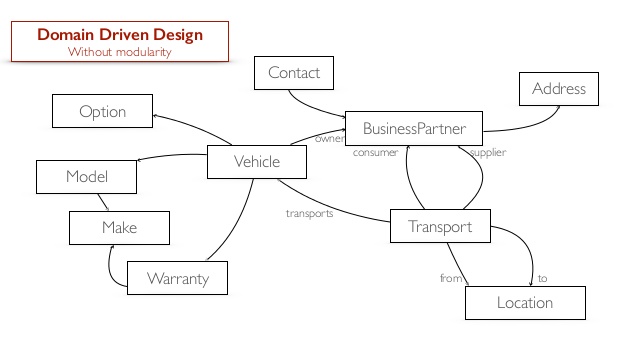 Domain Driven Design
Without modularity
Contact
Address
Option
BusinessPartner
owner
consumer
supplier
Vehicle
Model
transports
Make
Transport
Warranty
from
to
Location